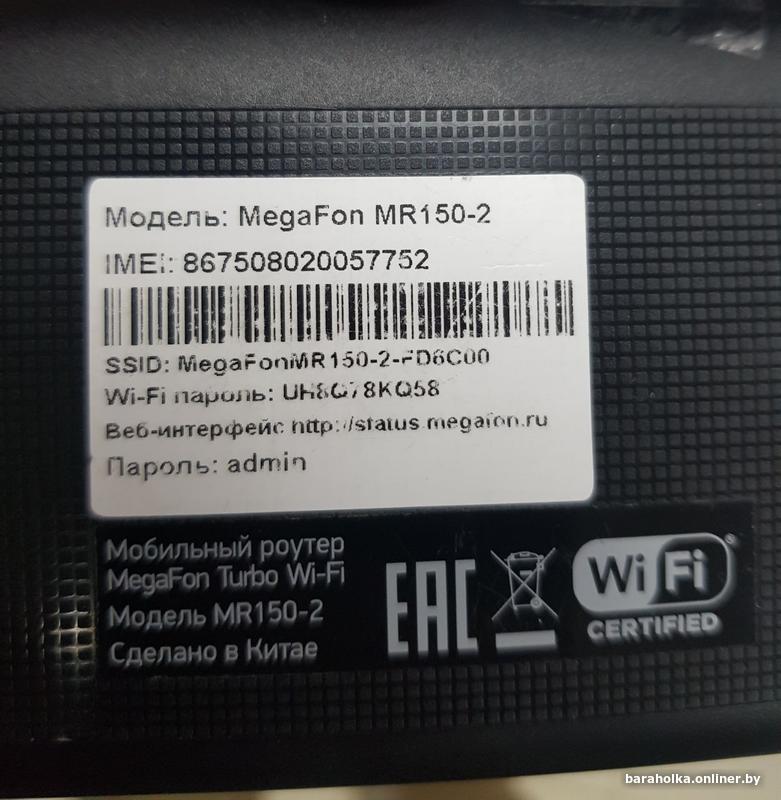 Модель: MegaFon MR150-2
IMEI: 867508020057752
SSID: MegaFonMR150-2-FD6C00
Wi-Fi пароль: UH8Q78KQ58
Веб-интерфейс http://status.megafon.ru
Пароль: admin
Мобильный роутер
MegaFon Turbo Wi-Fi
Модель MR150-2
Сделано в Китае
EAC
Wi Fi®
CERTIFIED
baraholka.onliner.by